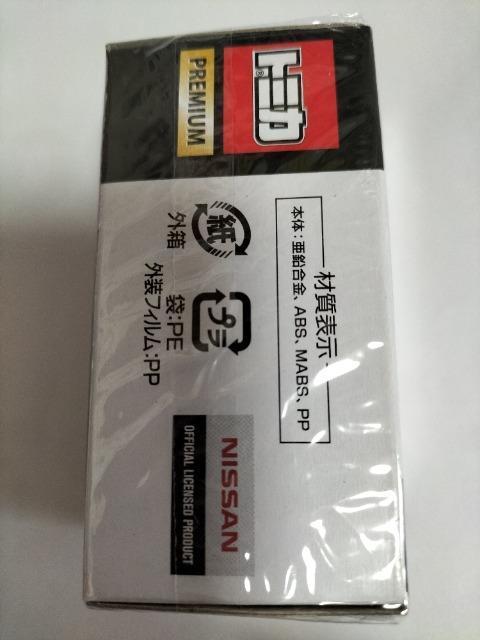 トミカ
®
PREMIUM
材質表示
本体：亜鉛合金、ABS、MABS、PP
紙
外箱
プラ
袋：PE
外装フィルム：PP
NISSAN
OFFICIAL LICENSED PRODUCT